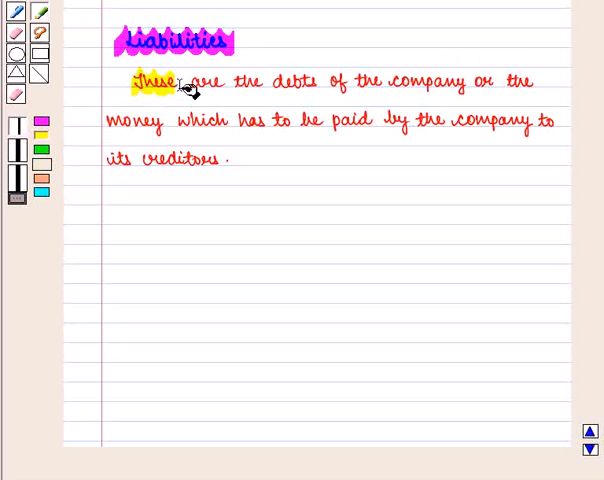 Liabilities
These are the debts of the company or the
money which has to be paid by the company to
its creditors.